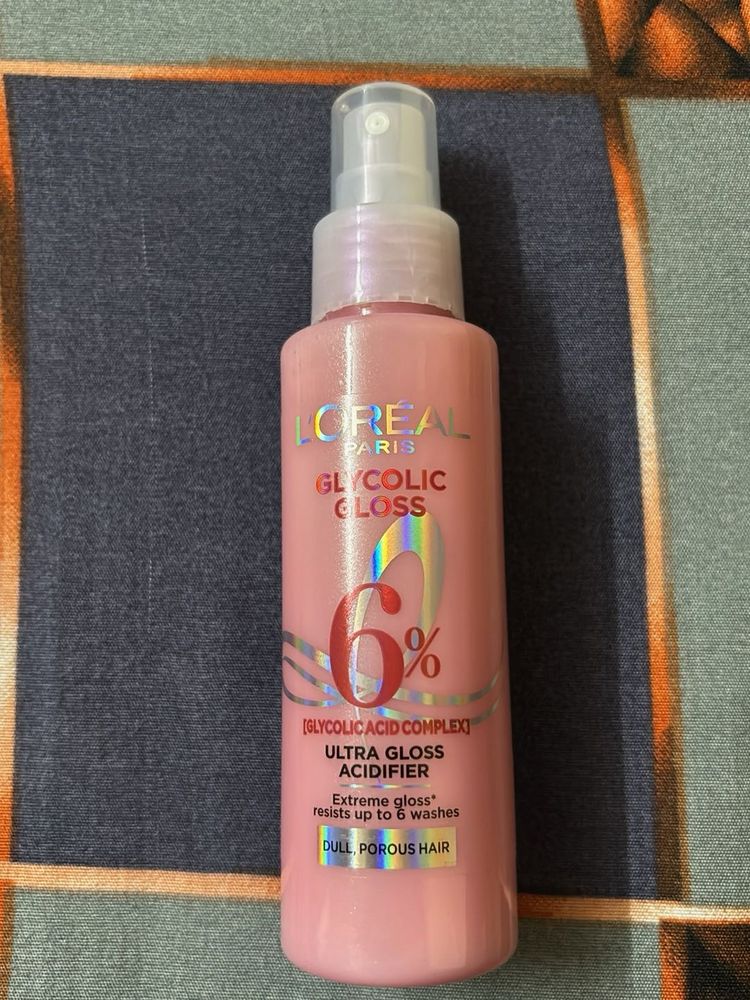 L'ORÉAL
PARIS
GLYCOLIC
GLOSS
6%
[GLYCOLIC ACID COMPLEX]
ULTRA GLOSS
ACIDIFIER
Extreme gloss*
resists up to 6 washes
DULL, POROUS HAIR